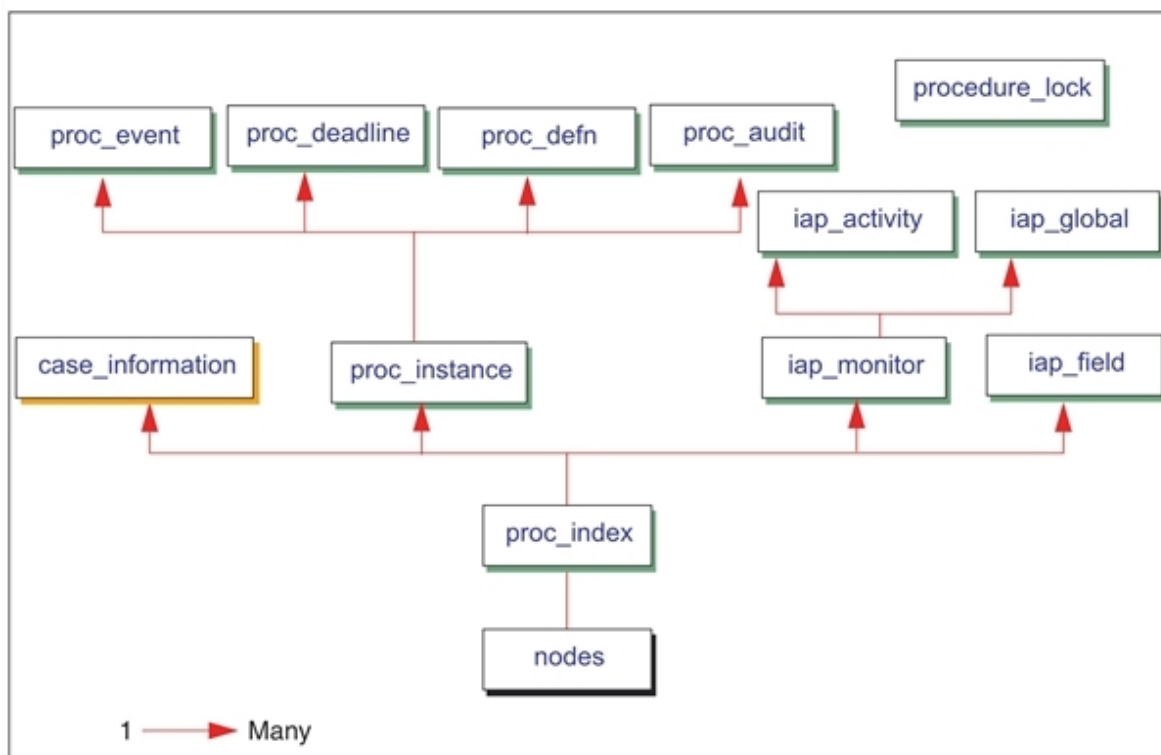 procedure_lock
proc_event
proc_deadline
proc_defn
proc_audit
iap_activity
iap_global
case_information
proc_instance
iap_monitor
iap_field
proc_index
nodes
1 Many